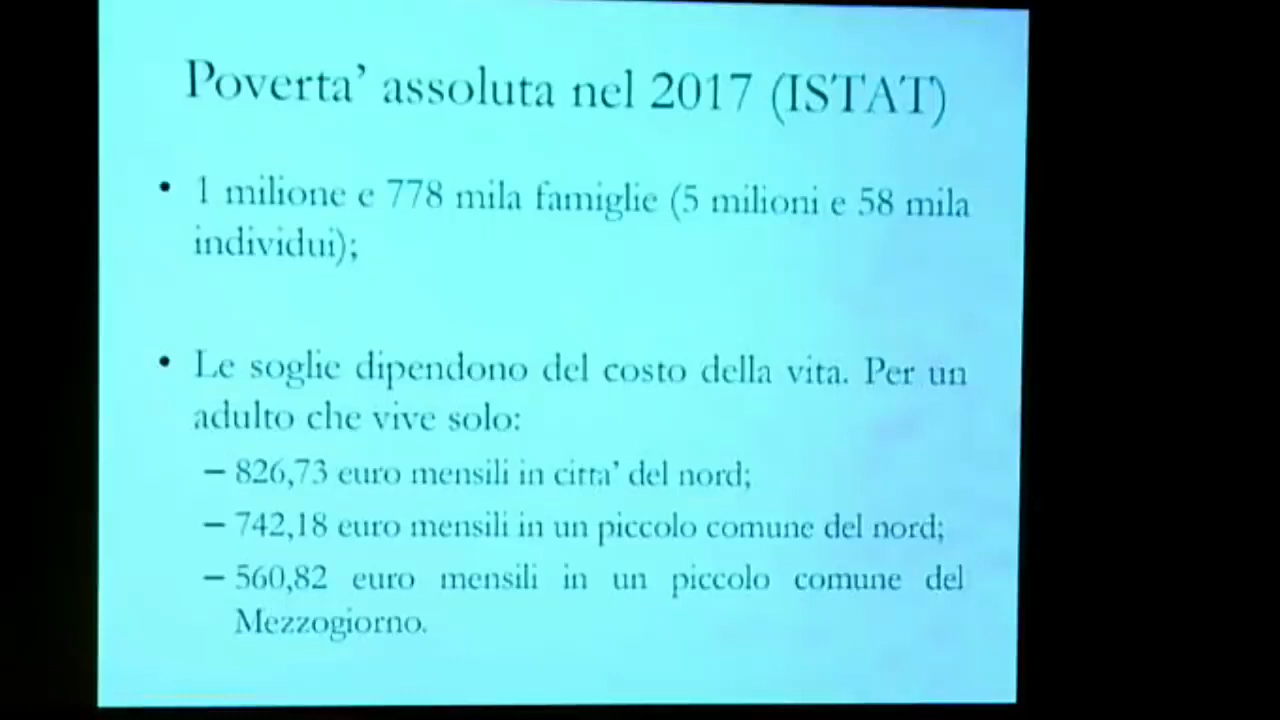 Poverta' assoluta nel 2017 (ISTAT)
• 1 milione e 778 mila famiglie (5 milioni e 58 mila
individui);
• Le soglie dipendono del costo della vita. Per un
adulto che vive solo:
– 826,73 euro mensili in citta' del nord;
– 742,18 euro mensili in un piccolo comune del nord;
– 560,82 euro mensili in un piccolo comune del
Mezzogiorno.